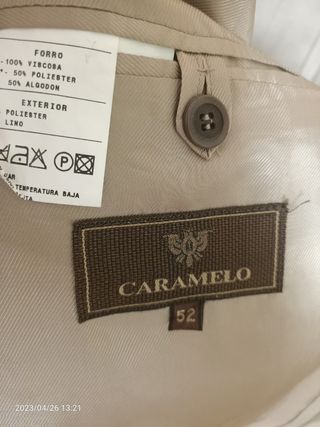 FORRO
-100% VISCOSA
*- 50% POLIESTER
50% ALGODON
EXTERIOR
POLIESTER
LINO
P
TEMPERATURA BAJA
CARAMELO
52
2023/04/26 13:21